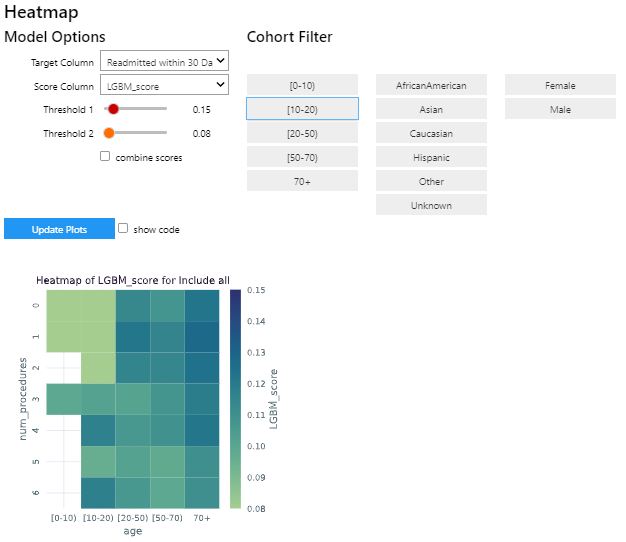 Heatmap
Model Options
Cohort Filter
Target Column
Readmitted within 30 Da
Score Column
LGBM_score
Threshold 1
0.15
Threshold 2
0.08
combine scores
[0-10)
[10-20)
[20-50)
[50-70)
70+
AfricanAmerican
Asian
Caucasian
Hispanic
Other
Unknown
Female
Male
Update Plots
show code
Heatmap of LGBM_score for Include all
num_procedures
0
1
2
3
4
5
6
[0-10) [10-20) [20-50) [50-70) 70+
age
0.15
0.14
0.13
0.12
0.11
0.10
0.09
0.08
LGBM_score